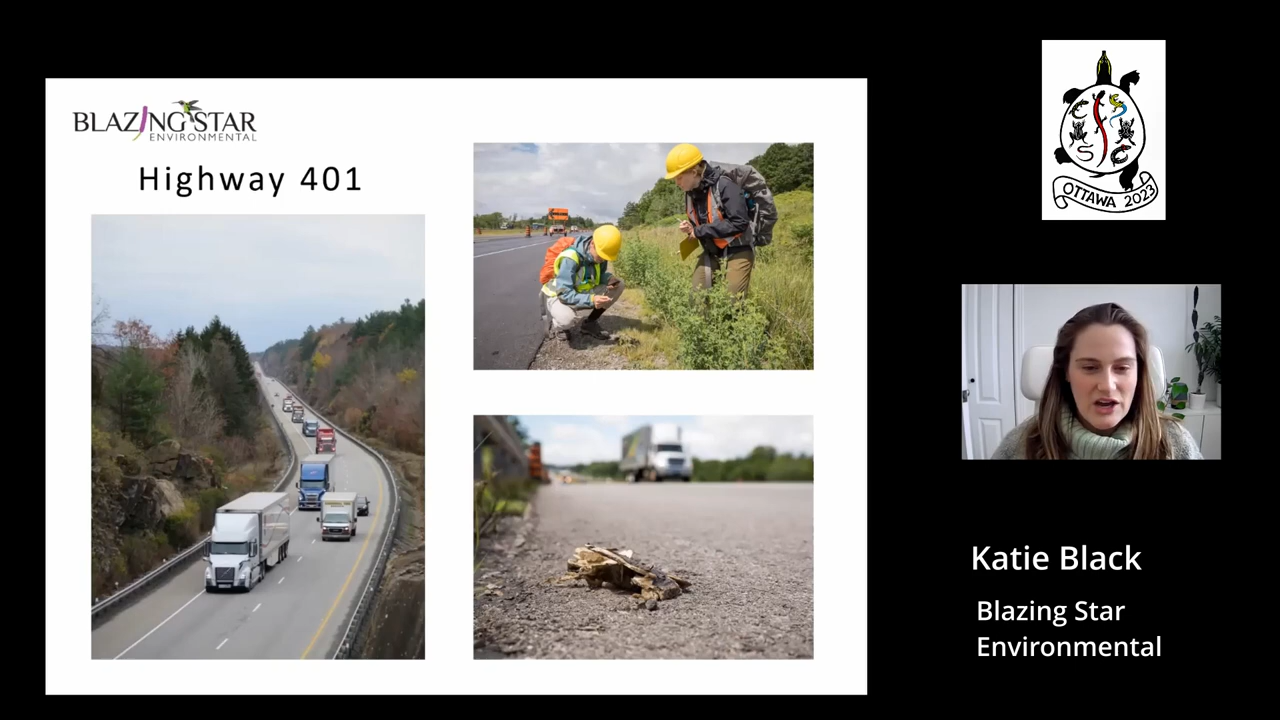 BLAZING STAR
ENVIRONMENTAL
Highway 401
C S C
OTTAWA 2023
Katie Black
Blazing Star
Environmental